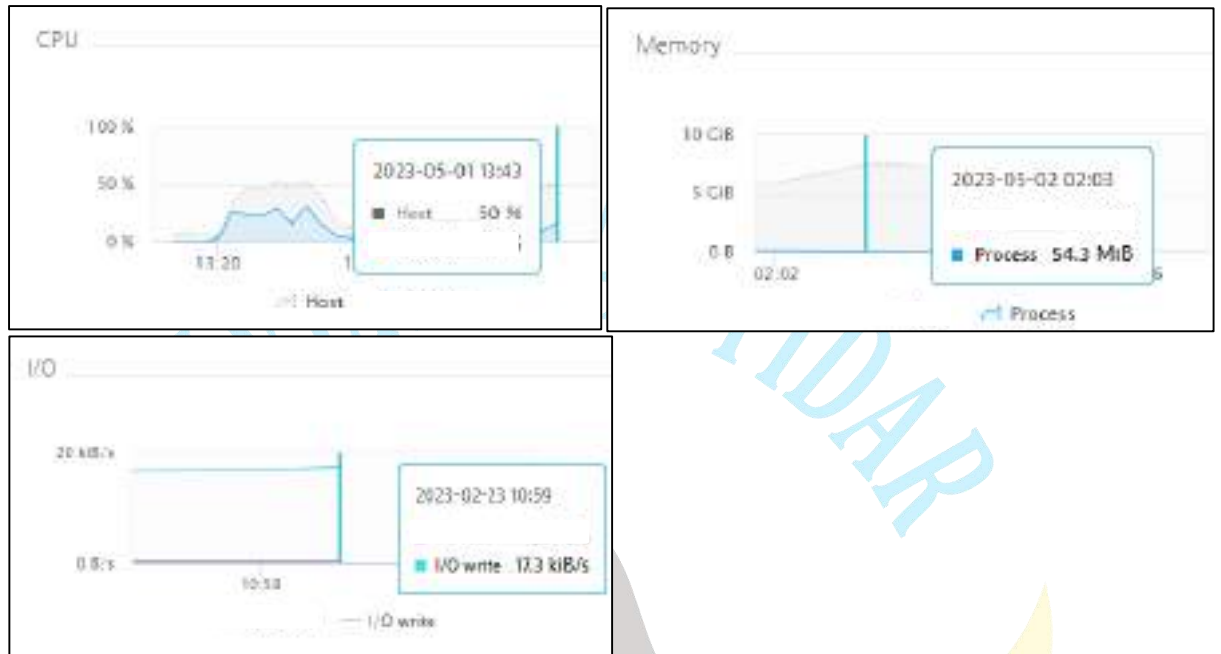 CPU
100 %
50 %
0 %
2023-05-01 13:43
Host 50 %
13:20
Host
Memory
10 GiB
5 GiB
0 B
2023-05-02 02:03
Process 54.3 MiB
02:02
Process
I/O
20 kiB/s
0 B/s
2023-02-23 10:59
I/O write 17.3 kiB/s
10:58
I/O write
TIDAR